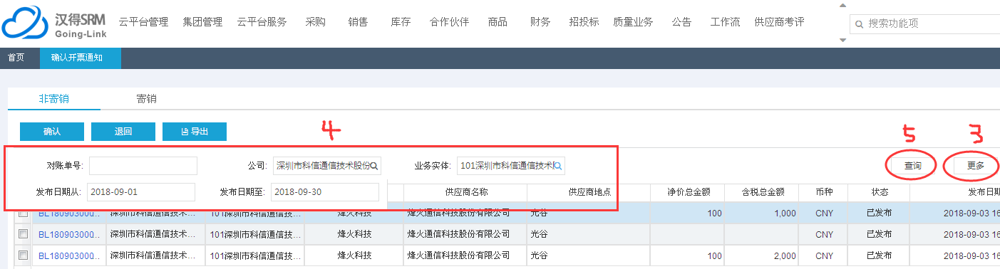 汉得SRM
Going-Link
云平台管理 集团管理 云平台服务 采购 销售 库存 合作伙伴 商品 财务 招投标 质量业务 公告 工作流 供应商考评 搜索功能项
首页 确认开票通知
非寄销 寄销
确认 退回 导出
4 5 3
对账单号: 公司: 深圳市科信通信技术股份 业务实体: 101深圳市科信通信技术 查询 更多
发布日期从: 2018-09-01 发布日期至: 2018-09-30 供应商名称 供应商地点 净价总金额 含税总金额 币种 状态 发布日期
BL180903000... 深圳市科信通信技术... 101深圳市科信通信技... 烽火科技 烽火通信科技股份有限公司 光谷 100 1,000 CNY 已发布 2018-09-03 16
BL180903000... 深圳市科信通信技术... 101深圳市科信通信技... 烽火科技 烽火通信科技股份有限公司 光谷 CNY 已发布 2018-09-03 16
BL180903000... 深圳市科信通信技术... 101深圳市科信通信技... 烽火科技 烽火通信科技股份有限公司 光谷 100 2,000 CNY 已发布 2018-09-03 16